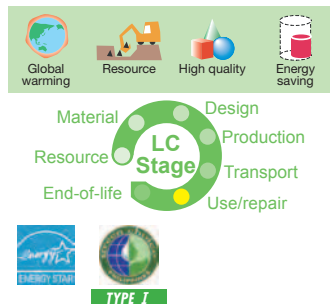 Global warming
Resource
High quality
Energy saving
Material
Design
LC Stage
Production
Resource
Transport
End-of-life
Use/repair
energy
ENERGY STAR
TYPE I